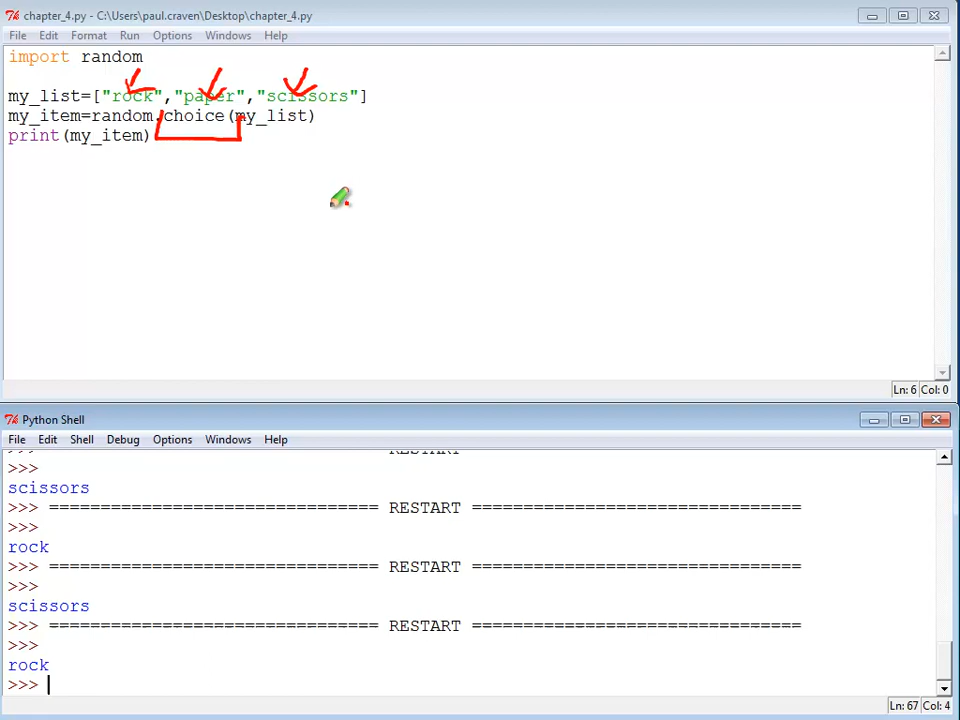 chapter_4.py - C:\Users\paul.craven\Desktop\chapter_4.py
File Edit Format Run Options Windows Help
import random
my_list=["rock","paper","scissors"]
my_item=random.choice(my_list)
print(my_item)
Ln: 6 Col: 0
Python Shell
File Edit Shell Debug Options Windows Help
>>> ================================ RESTART ================================
>>>
scissors
>>> ================================ RESTART ================================
>>>
rock
>>> ================================ RESTART ================================
>>>
scissors
>>> ================================ RESTART ================================
>>>
rock
>>>
Ln: 67 Col: 4